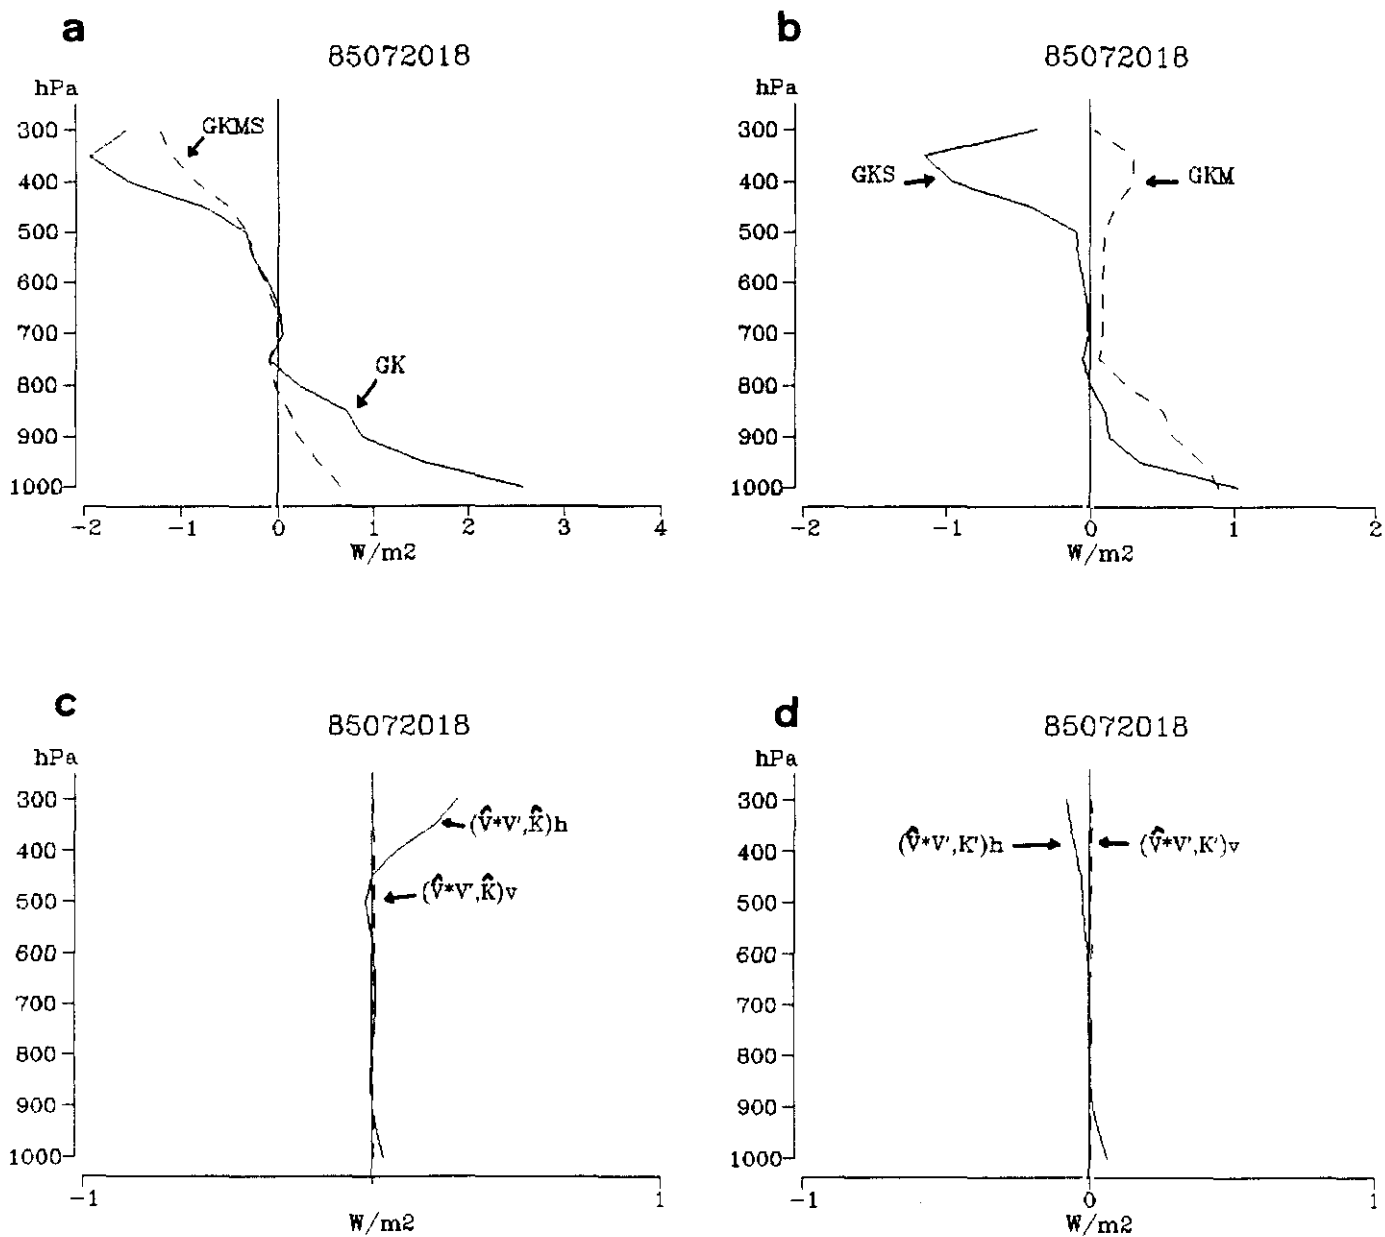 a
85072018
hPa
300
400
500
600
700
800
900
1000
GKMS
GK
-2 -1 0 1 2 3 4
W/m2
b
85072018
hPa
300
400
500
600
700
800
900
1000
GKS
GKM
-2 -1 0 1 2
W/m2
c
85072018
hPa
300
400
500
600
700
800
900
1000
(V̂*V',K̂)h
(V̂*V',K̂)v
-1 1
W/m2
d
85072018
hPa
300
400
500
600
700
800
900
1000
(V̂*V',K')h
(V̂*V',K')v
-1 0 1
W/m2